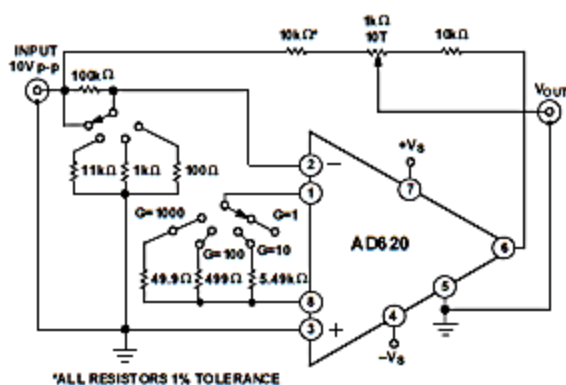 10kΩ*
1kΩ
10T
10kΩ
INPUT
10V p-p
100kΩ
VOUT
11kΩ
1kΩ
100Ω
+VS
2
−
1
7
G=1000
G=1
G=100
G=10
AD620
6
49.9Ω
499Ω
5.49kΩ
8
5
4
3
+
−VS
*ALL RESISTORS 1% TOLERANCE